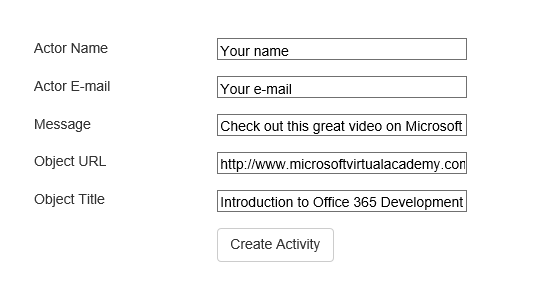 Actor Name Your name
Actor E-mail Your e-mail
Message Check out this great video on Microsoft
Object URL http://www.microsoftvirtualacademy.com
Object Title Introduction to Office 365 Development
Create Activity